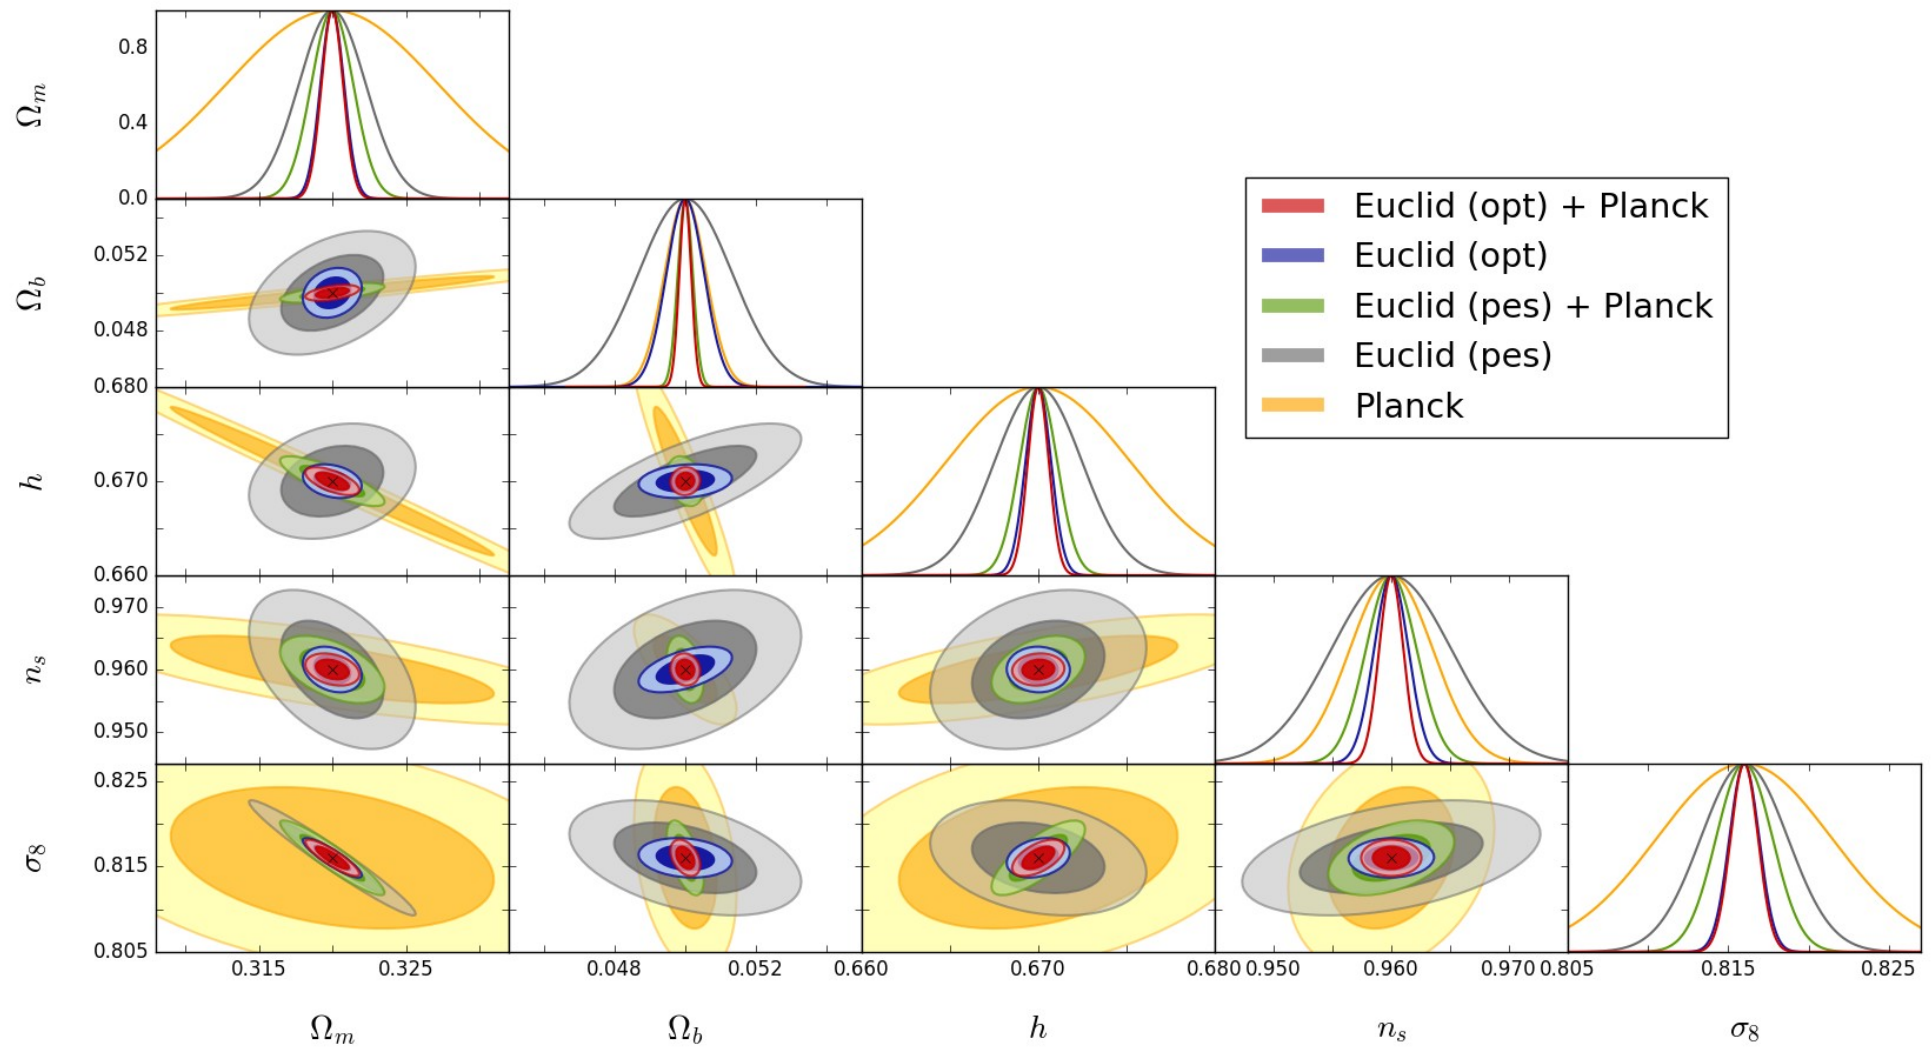 Ω_m
0.8
0.4
0.0
Ω_b
0.052
0.048
Euclid (opt) + Planck
Euclid (opt)
Euclid (pes) + Planck
Euclid (pes)
Planck
h
0.680
0.670
0.660
n_s
0.970
0.960
0.950
σ_8
0.825
0.815
0.805
0.315 0.325 0.048 0.052 0.660 0.670 0.680 0.950 0.960 0.970 0.805 0.815 0.825
Ω_m Ω_b h n_s σ_8